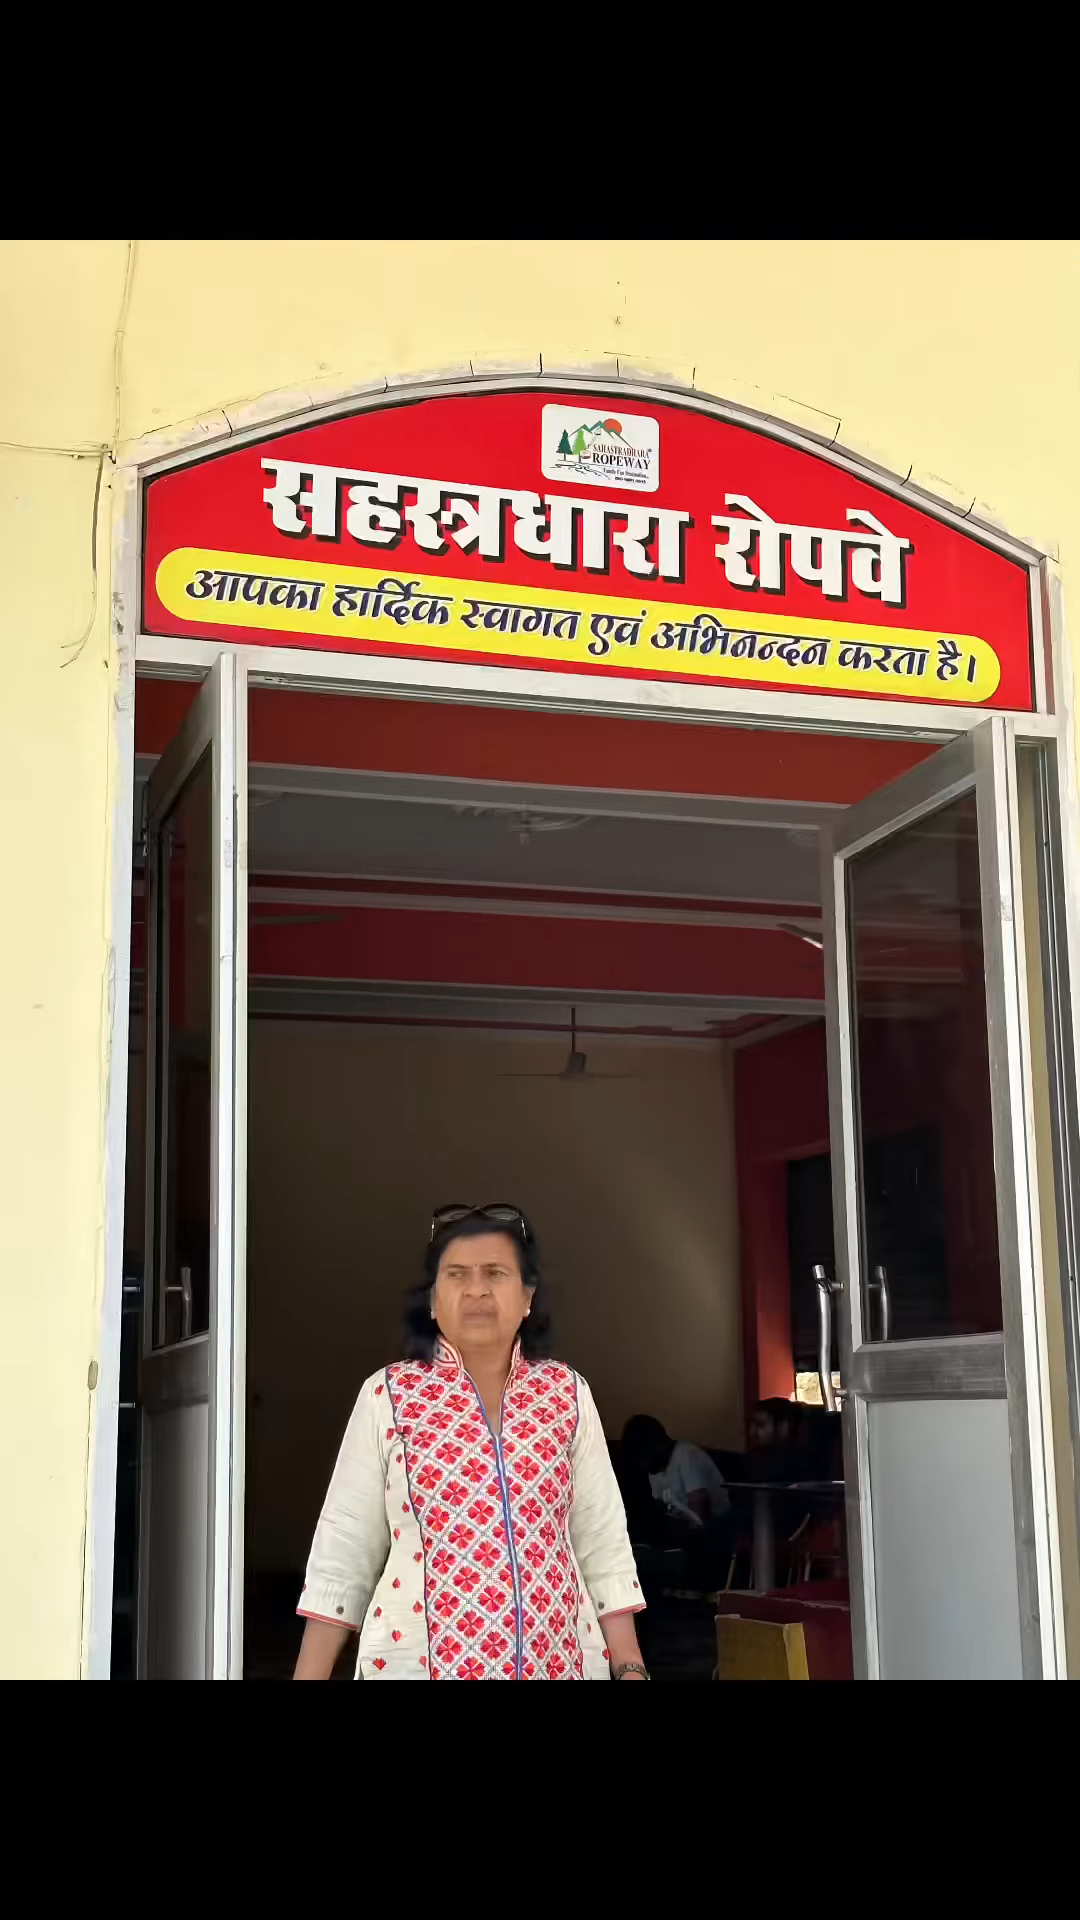 SAHASTRADHARA
ROPEWAY
सहस्त्रधारा रोपवे
आपका हार्दिक स्वागत एवं अभिनन्दन करता है।